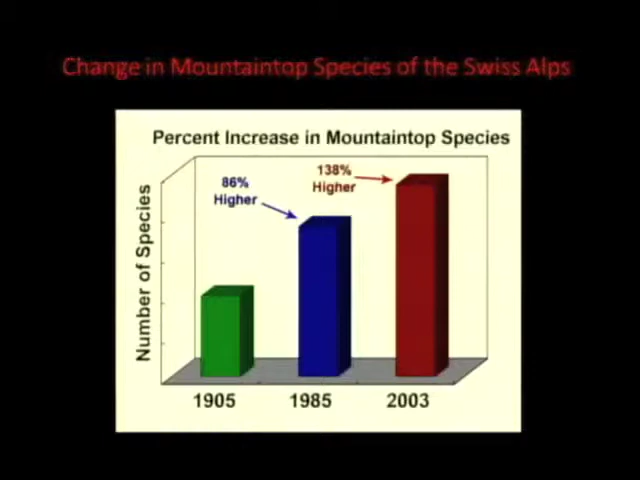 Change in Mountaintop Species of the Swiss Alps
Percent Increase in Mountaintop Species
86%
Higher
138%
Higher
Number of Species
1905 1985 2003